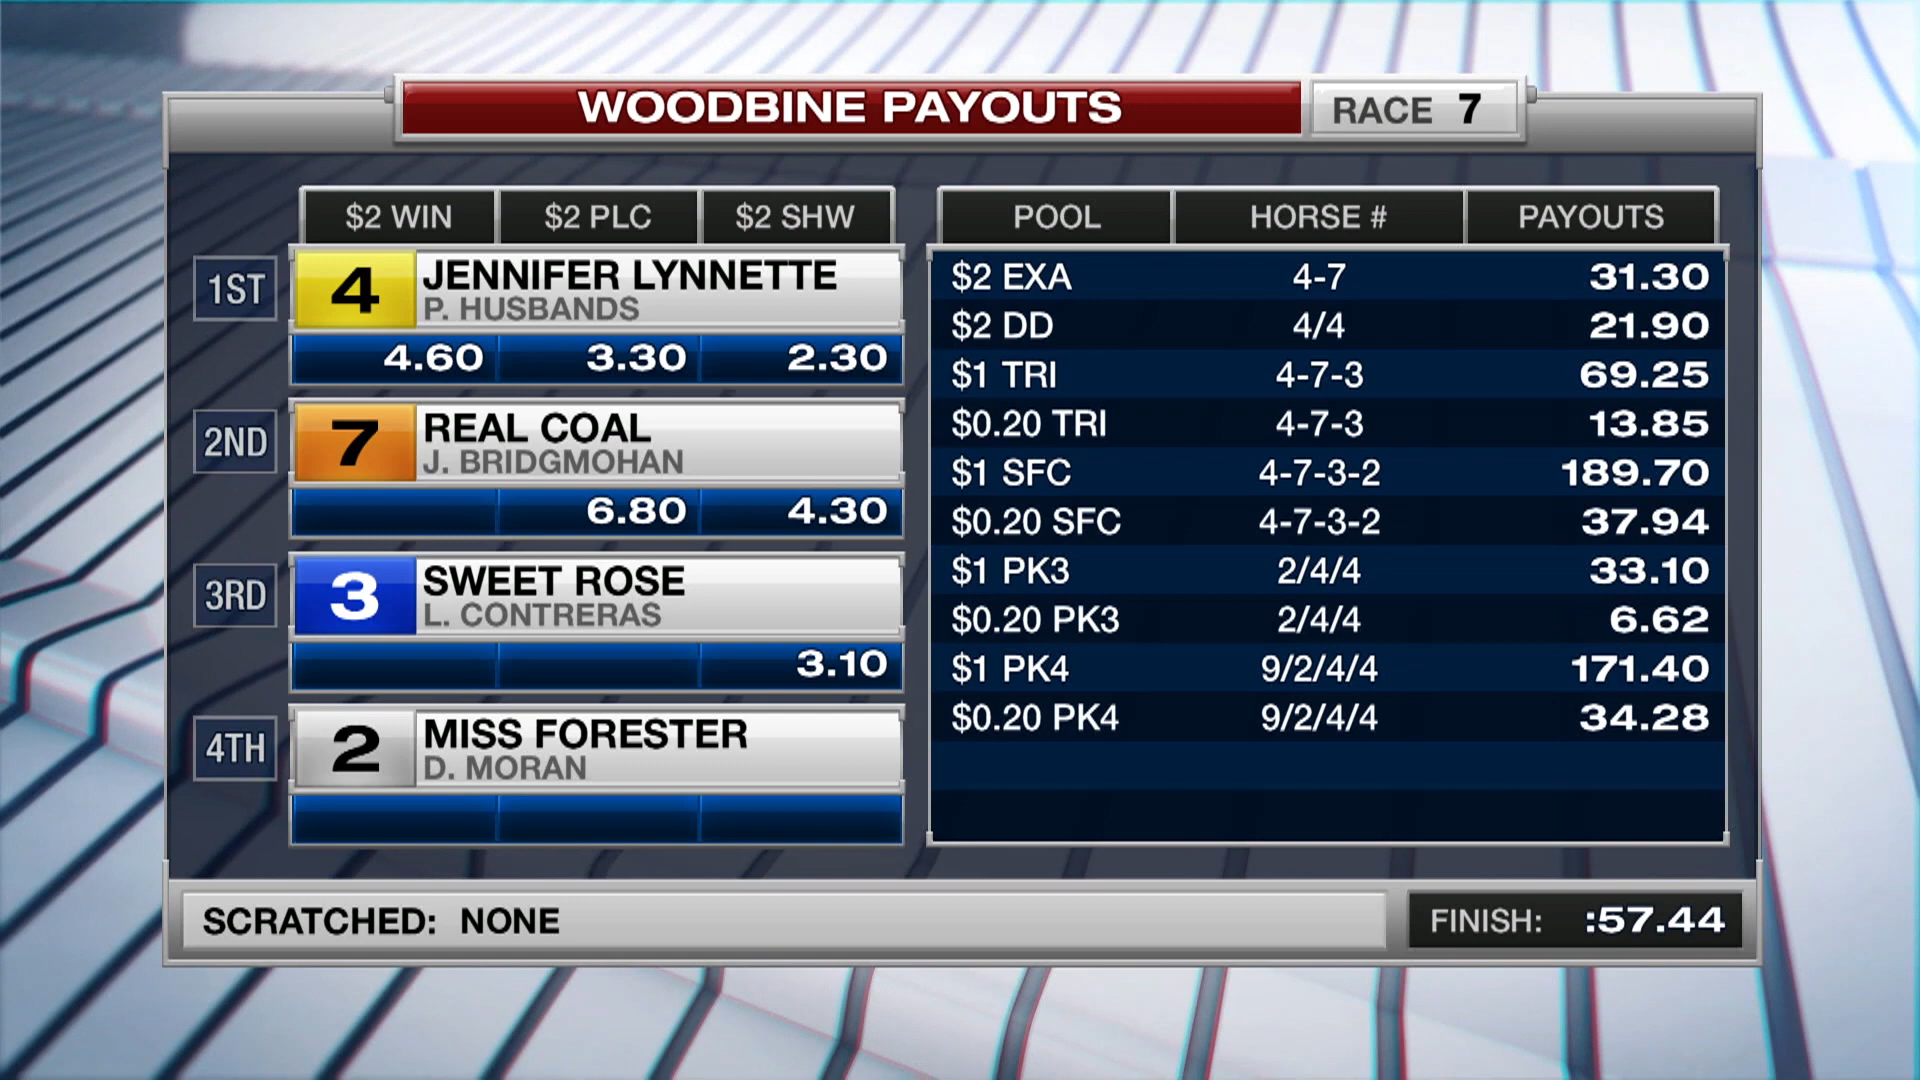 WOODBINE PAYOUTS
RACE 7
$2 WIN $2 PLC $2 SHW
1ST 4 JENNIFER LYNNETTE
P. HUSBANDS
4.60 3.30 2.30
2ND 7 REAL COAL
J. BRIDGMOHAN
6.80 4.30
3RD 3 SWEET ROSE
L. CONTRERAS
3.10
4TH 2 MISS FORESTER
D. MORAN
POOL HORSE # PAYOUTS
$2 EXA 4-7 31.30
$2 DD 4/4 21.90
$1 TRI 4-7-3 69.25
$0.20 TRI 4-7-3 13.85
$1 SFC 4-7-3-2 189.70
$0.20 SFC 4-7-3-2 37.94
$1 PK3 2/4/4 33.10
$0.20 PK3 2/4/4 6.62
$1 PK4 9/2/4/4 171.40
$0.20 PK4 9/2/4/4 34.28
SCRATCHED: NONE
FINISH: :57.44